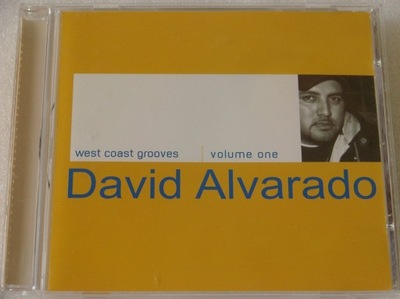 west coast grooves | volume one
David Alvarado